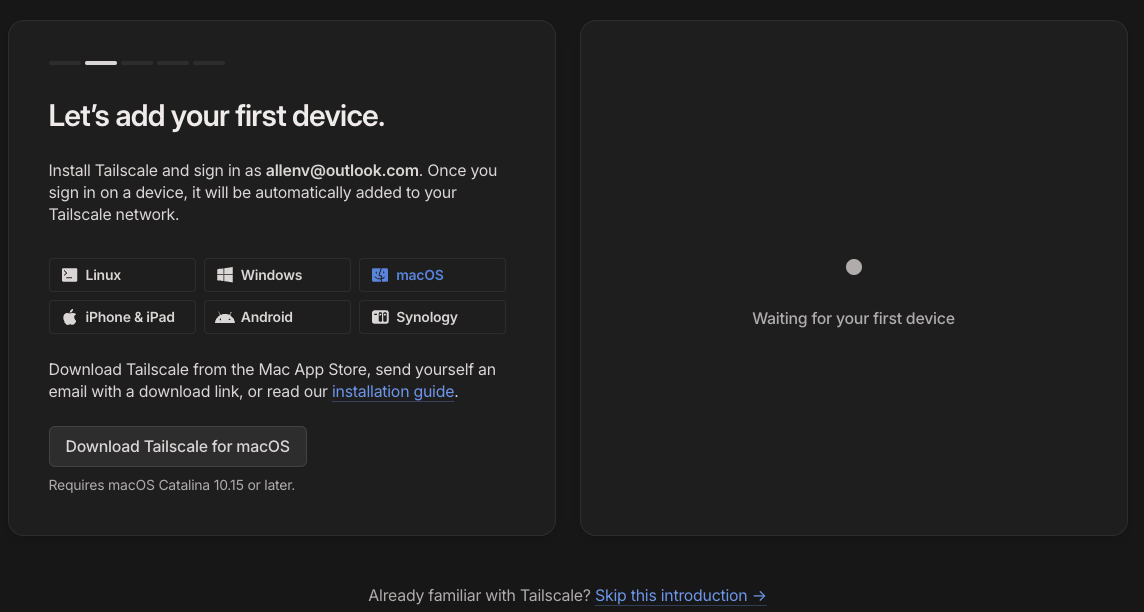 Let's add your first device.
Install Tailscale and sign in as allenv@outlook.com. Once you
sign in on a device, it will be automatically added to your
Tailscale network.
Linux
Windows
macOS
iPhone & iPad
Android
Synology
Download Tailscale from the Mac App Store, send yourself an
email with a download link, or read our installation guide.
Download Tailscale for macOS
Requires macOS Catalina 10.15 or later.
Waiting for your first device
Already familiar with Tailscale? Skip this introduction →